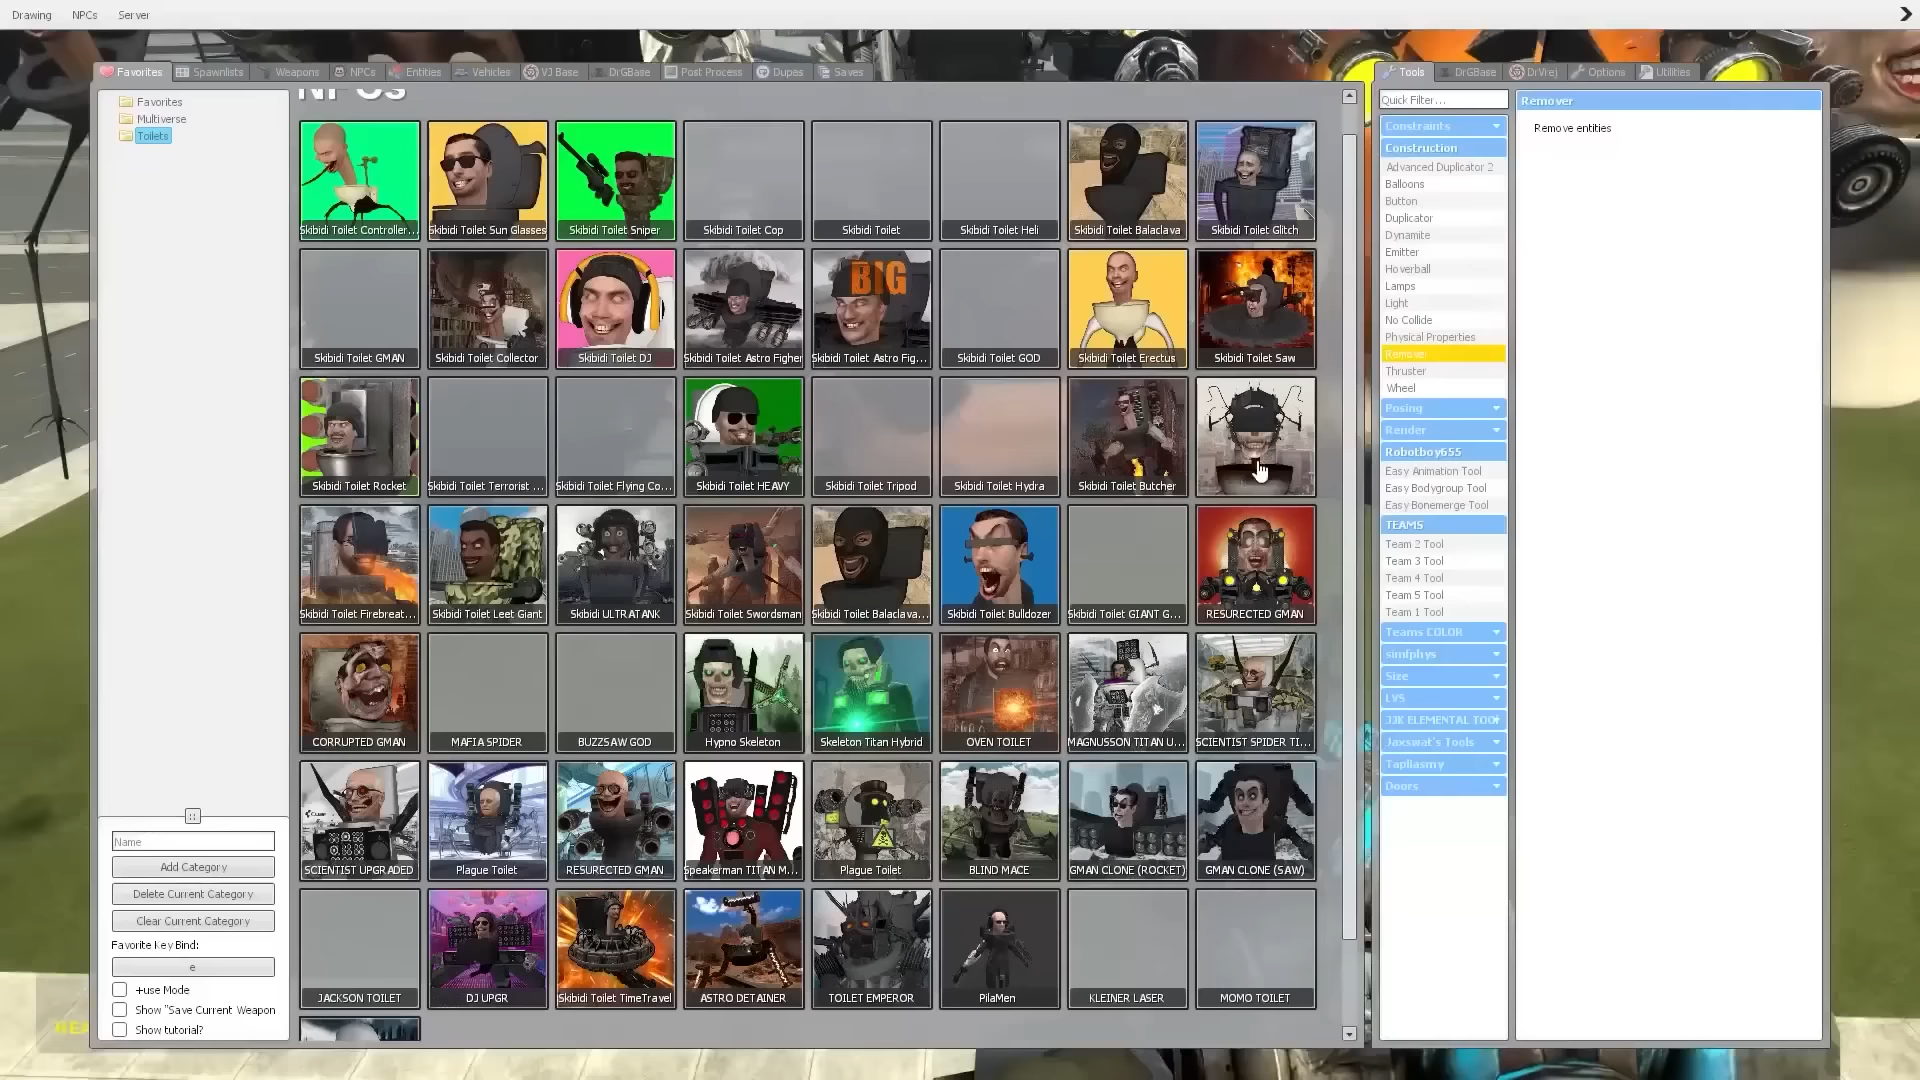 Drawing NPCs Server
Favorites Spawnlists Weapons NPCs Entities Vehicles VJ Base DrGBase Post Process Dupes Saves
Tools DrGBase DrVrej Options Utilities
Favorites
Multiverse
Toilets
NPCs
Skibidi Toilet Controller... Skibidi Toilet Sun Glasses Skibidi Toilet Sniper Skibidi Toilet Cop Skibidi Toilet Skibidi Toilet Heli Skibidi Toilet Balaclava Skibidi Toilet Glitch
BIG
Skibidi Toilet GMAN Skibidi Toilet Collector Skibidi Toilet DJ Skibidi Toilet Astro Figher Skibidi Toilet Astro Fig... Skibidi Toilet GOD Skibidi Toilet Erectus Skibidi Toilet Saw
Skibidi Toilet Rocket Skibidi Toilet Terrorist ... Skibidi Toilet Flying Co... Skibidi Toilet HEAVY Skibidi Toilet Tripod Skibidi Toilet Hydra Skibidi Toilet Butcher
Skibidi Toilet Firebreat... Skibidi Toilet Leet Giant Skibidi ULTRATANK Skibidi Toilet Swordsman Skibidi Toilet Balaclava... Skibidi Toilet Bulldozer Skibidi Toilet GIANT G... RESURECTED GMAN
CORRUPTED GMAN MAFIA SPIDER BUZZSAW GOD Hypno Skeleton Skeleton Titan Hybrid OVEN TOILET MAGNUSSON TITAN U... SCIENTIST SPIDER TI...
SCIENTIST UPGRADED Plague Toilet RESURECTED GMAN Speakerman TITAN M... Plague Toilet BLIND MACE GMAN CLONE (ROCKET) GMAN CLONE (SAW)
JACKSON TOILET DJ UPGR Skibidi Toilet TimeTravel ASTRO DETAINER TOILET EMPEROR PilaMen KLEINER LASER MOMO TOILET
Name
Add Category
Delete Current Category
Clear Current Category
Favorite Key Bind:
e
+use Mode
Show "Save Current Weapon
Show tutorial?
Quick Filter...
Constraints
Construction
Advanced Duplicator 2
Balloons
Button
Duplicator
Dynamite
Emitter
Hoverball
Lamps
Light
No Collide
Physical Properties
Remover
Thruster
Wheel
Posing
Render
Robotboy655
Easy Animation Tool
Easy Bodygroup Tool
Easy Bonemerge Tool
TEAMS
Team 2 Tool
Team 3 Tool
Team 4 Tool
Team 5 Tool
Team 1 Tool
Teams COLOR
simfphys
Size
LVS
JJK ELEMENTAL TOO
Jaxswat's Tools
Tapliasmy
Doors
Remover
Remove entities